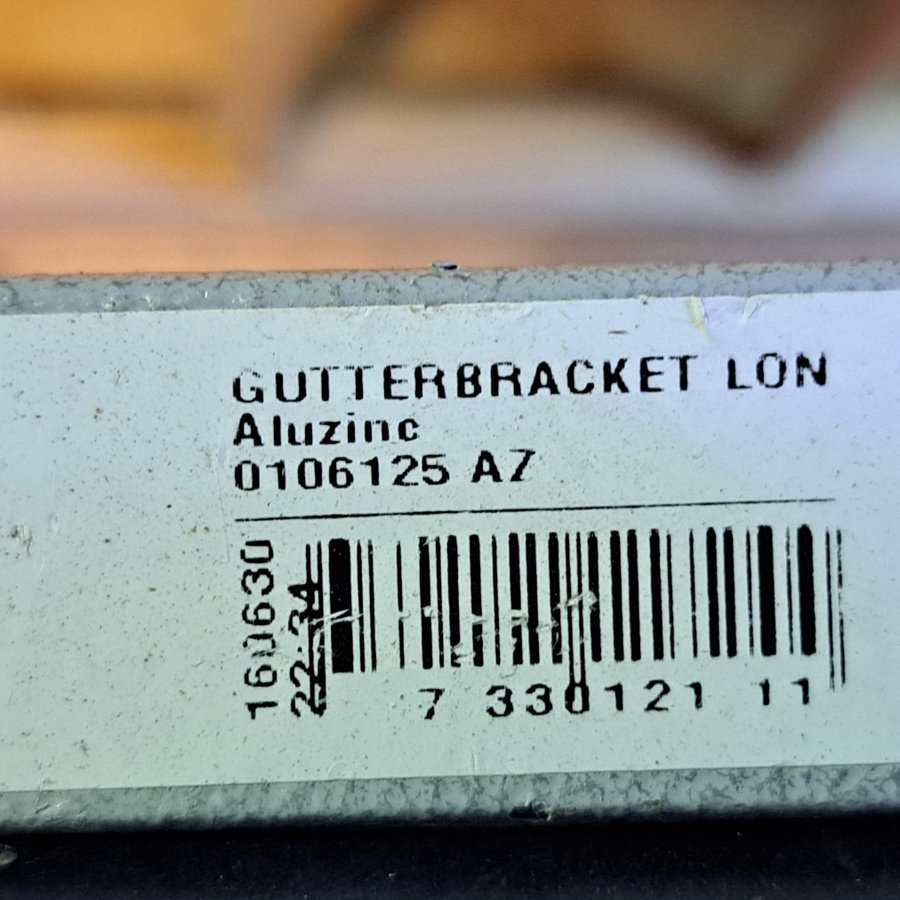 GUTTERBRACKET LON
Aluzinc
0106125 AZ
160630
22:34
7 330121 11